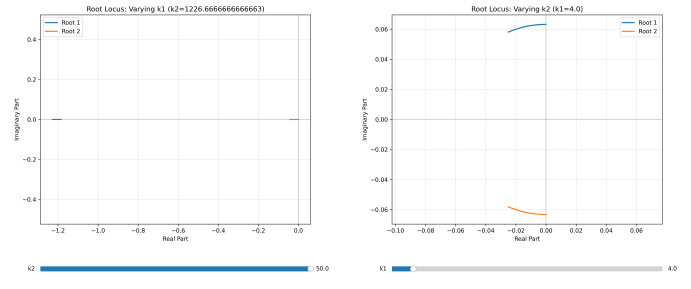 Root Locus: Varying k1 (k2=1226.6666666666663)
Root 1
Root 2
Imaginary Part
0.4
0.2
0.0
−0.2
−0.4
−1.2
−1.0
−0.8
−0.6
−0.4
−0.2
0.0
Real Part
k2
50.0
Root Locus: Varying k2 (k1=4.0)
Root 1
Root 2
Imaginary Part
0.06
0.04
0.02
0.00
−0.02
−0.04
−0.06
−0.10
−0.08
−0.06
−0.04
−0.02
0.00
0.02
0.04
0.06
Real Part
k1
4.0